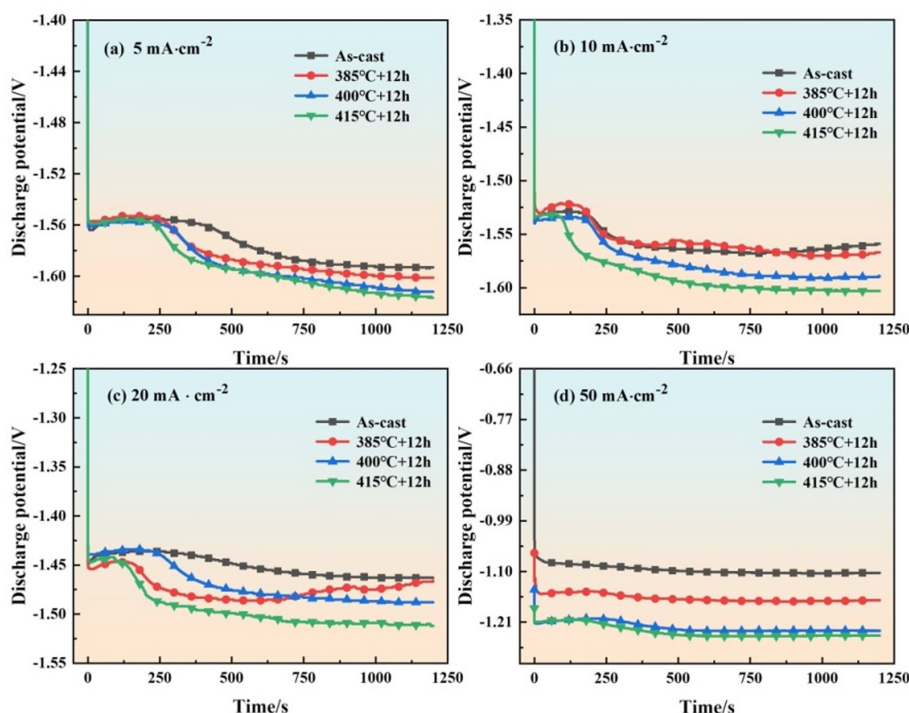 (a) 5 mA·cm⁻²
As-cast
385°C+12h
400°C+12h
415°C+12h
Discharge potential/V
-1.40
-1.44
-1.48
-1.52
-1.56
-1.60
0 250 500 750 1000 1250
Time/s
(b) 10 mA·cm⁻²
As-cast
385°C+12h
400°C+12h
415°C+12h
Discharge potential/V
-1.35
-1.40
-1.45
-1.50
-1.55
-1.60
0 250 500 750 1000 1250
Time/s
(c) 20 mA · cm⁻²
As-cast
385°C+12h
400°C+12h
415°C+12h
Discharge potential/V
-1.25
-1.30
-1.35
-1.40
-1.45
-1.50
-1.55
0 250 500 750 1000 1250
Time/s
(d) 50 mA·cm⁻²
As-cast
385°C+12h
400°C+12h
415°C+12h
Discharge potential/V
-0.66
-0.77
-0.88
-0.99
-1.10
-1.21
0 250 500 750 1000 1250
Time/s